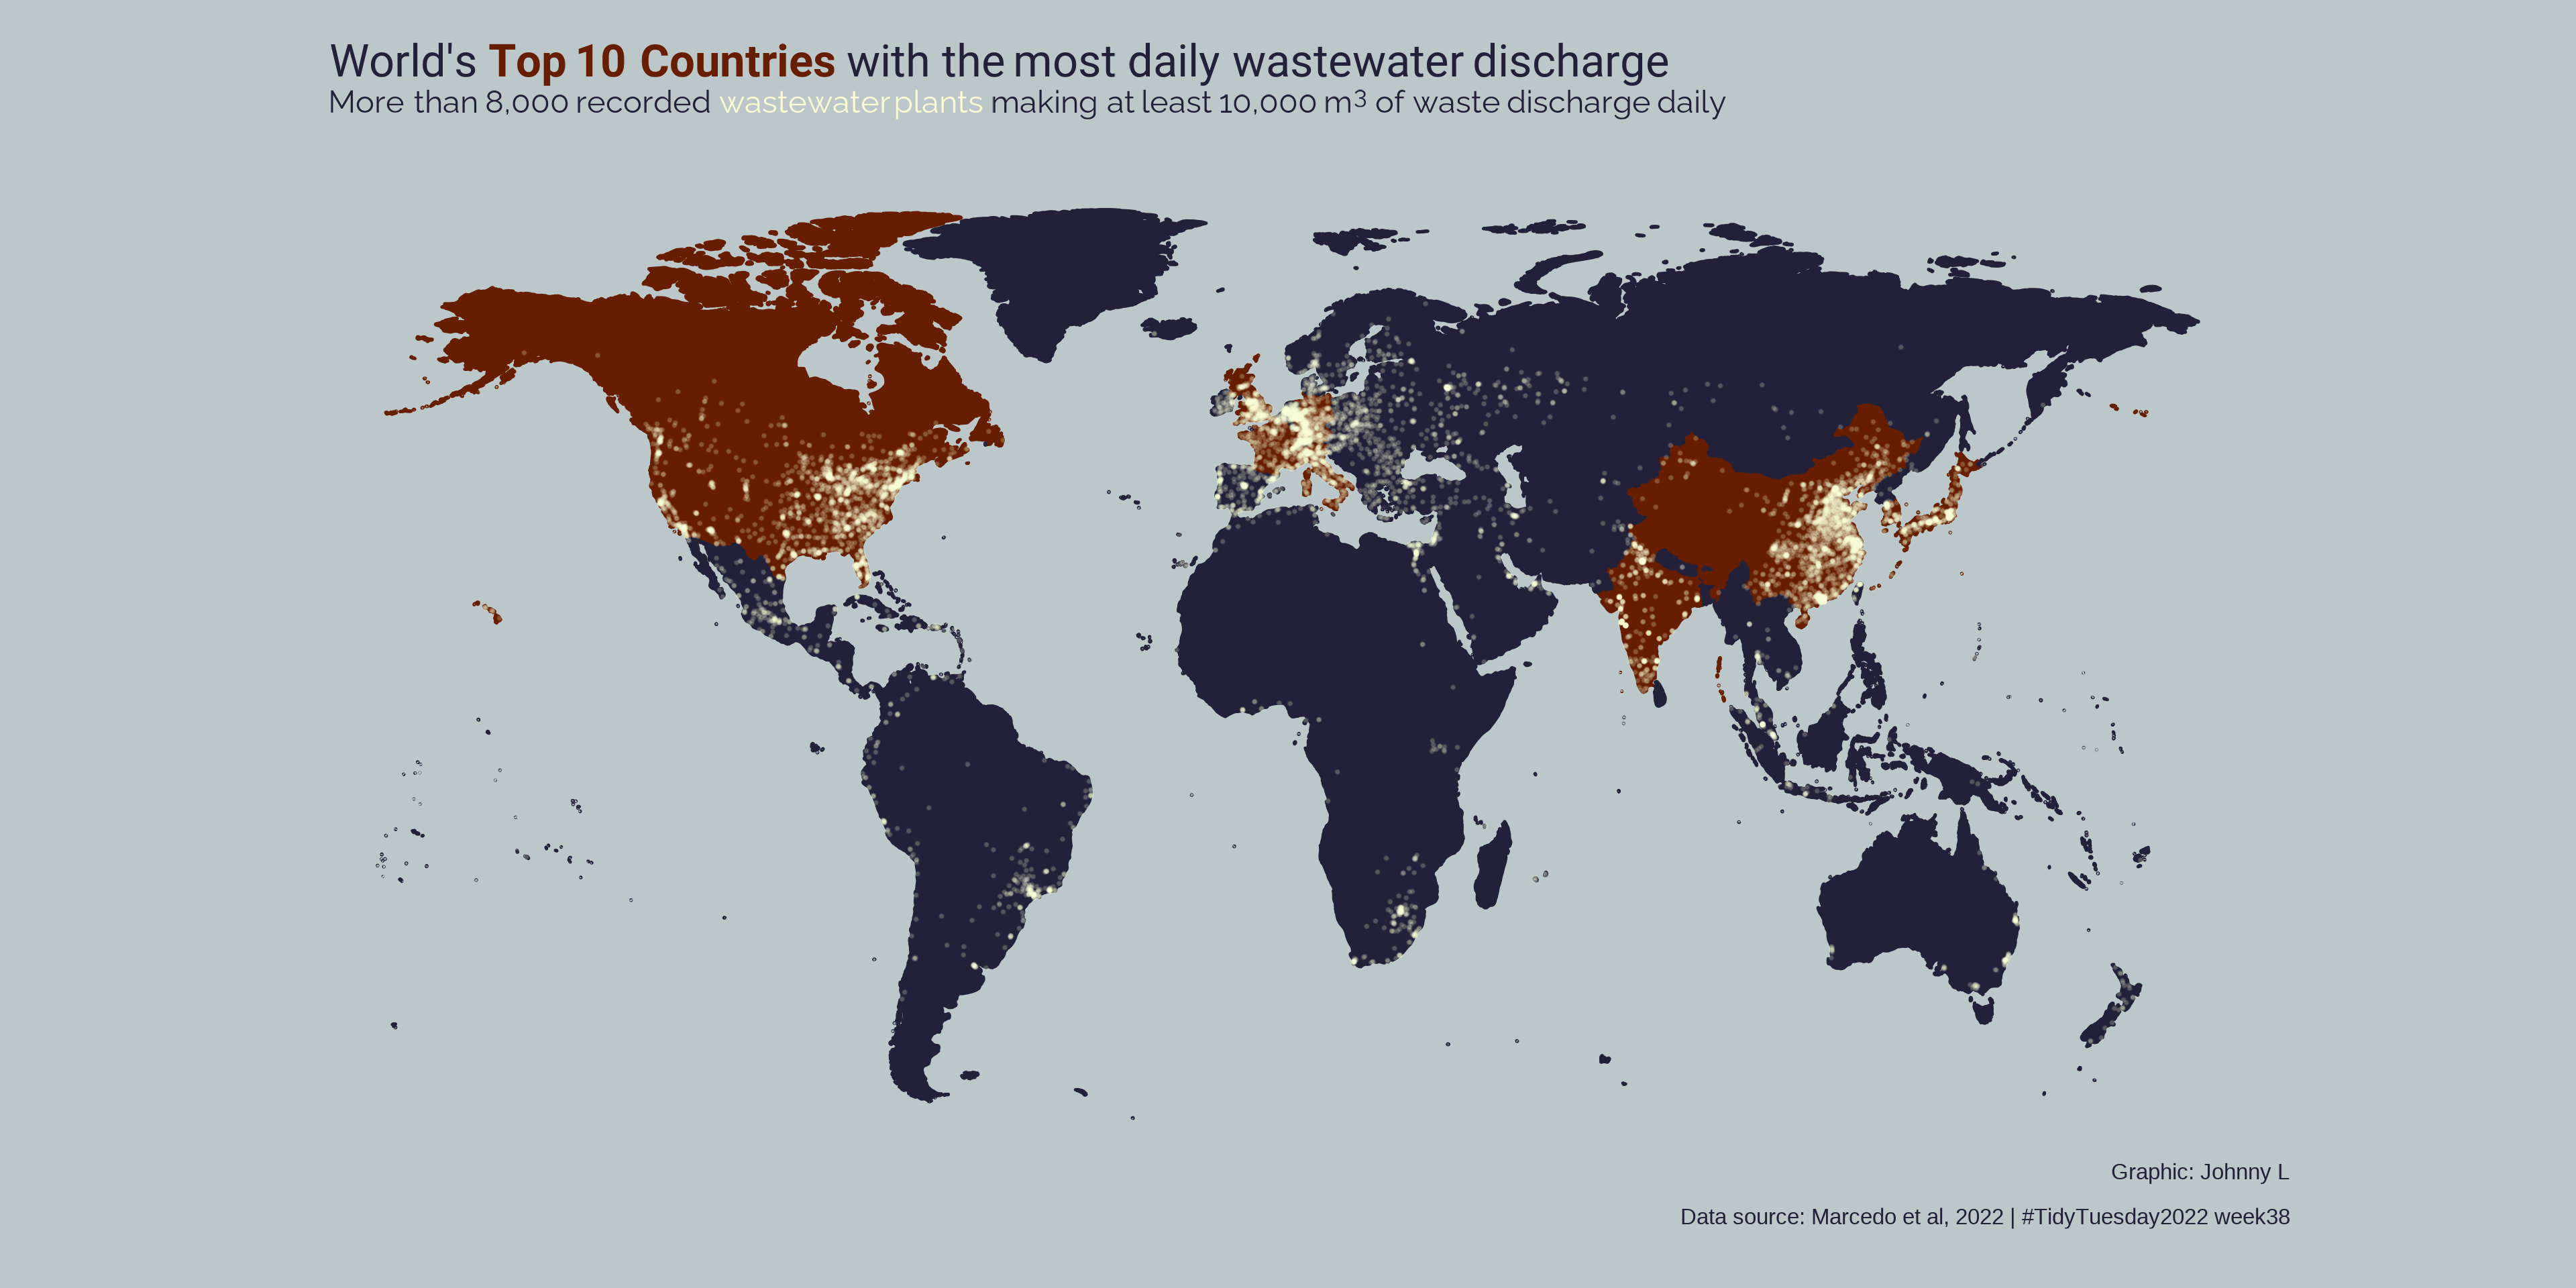 World's Top 10 Countries with the most daily wastewater discharge
More than 8,000 recorded wastewater plants making at least 10,000 m³ of waste discharge daily
Graphic: Johnny L
Data source: Marcedo et al, 2022 | #TidyTuesday2022 week38